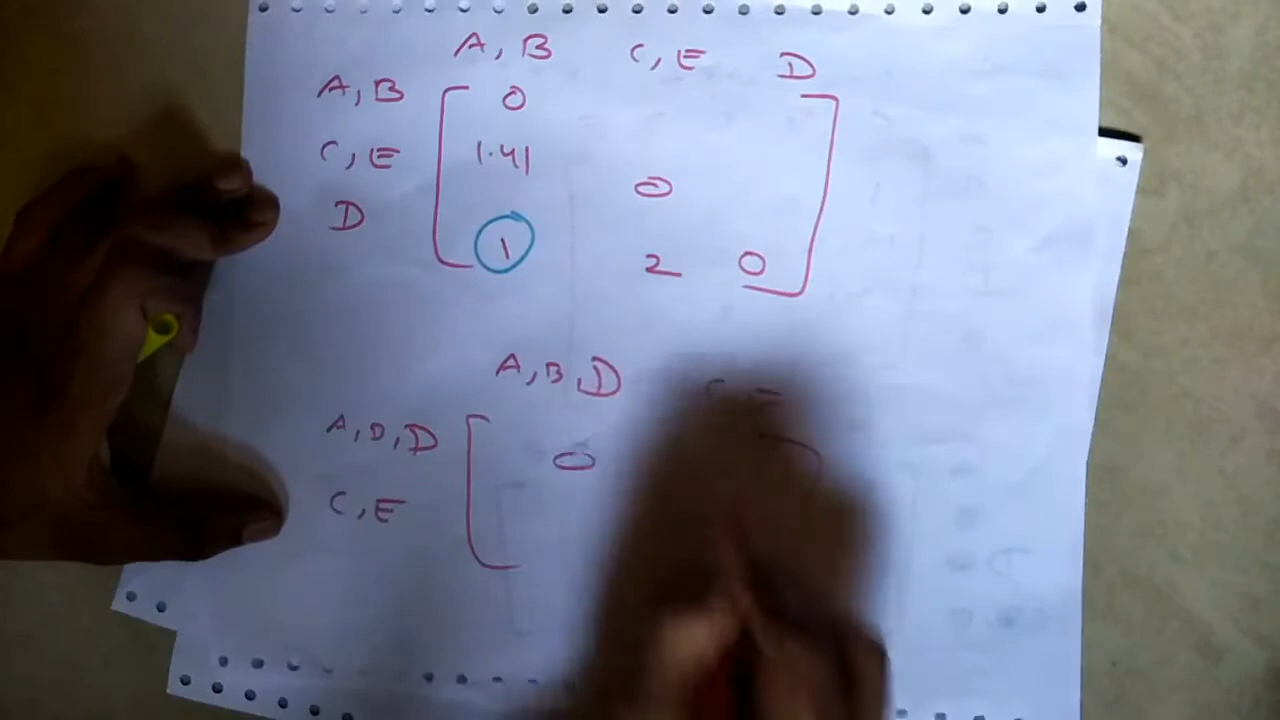 A, B C, E D
A, B 0
C, E 1.41 0
D 1 2 0
A, B, D
A, D, D 0
C, E